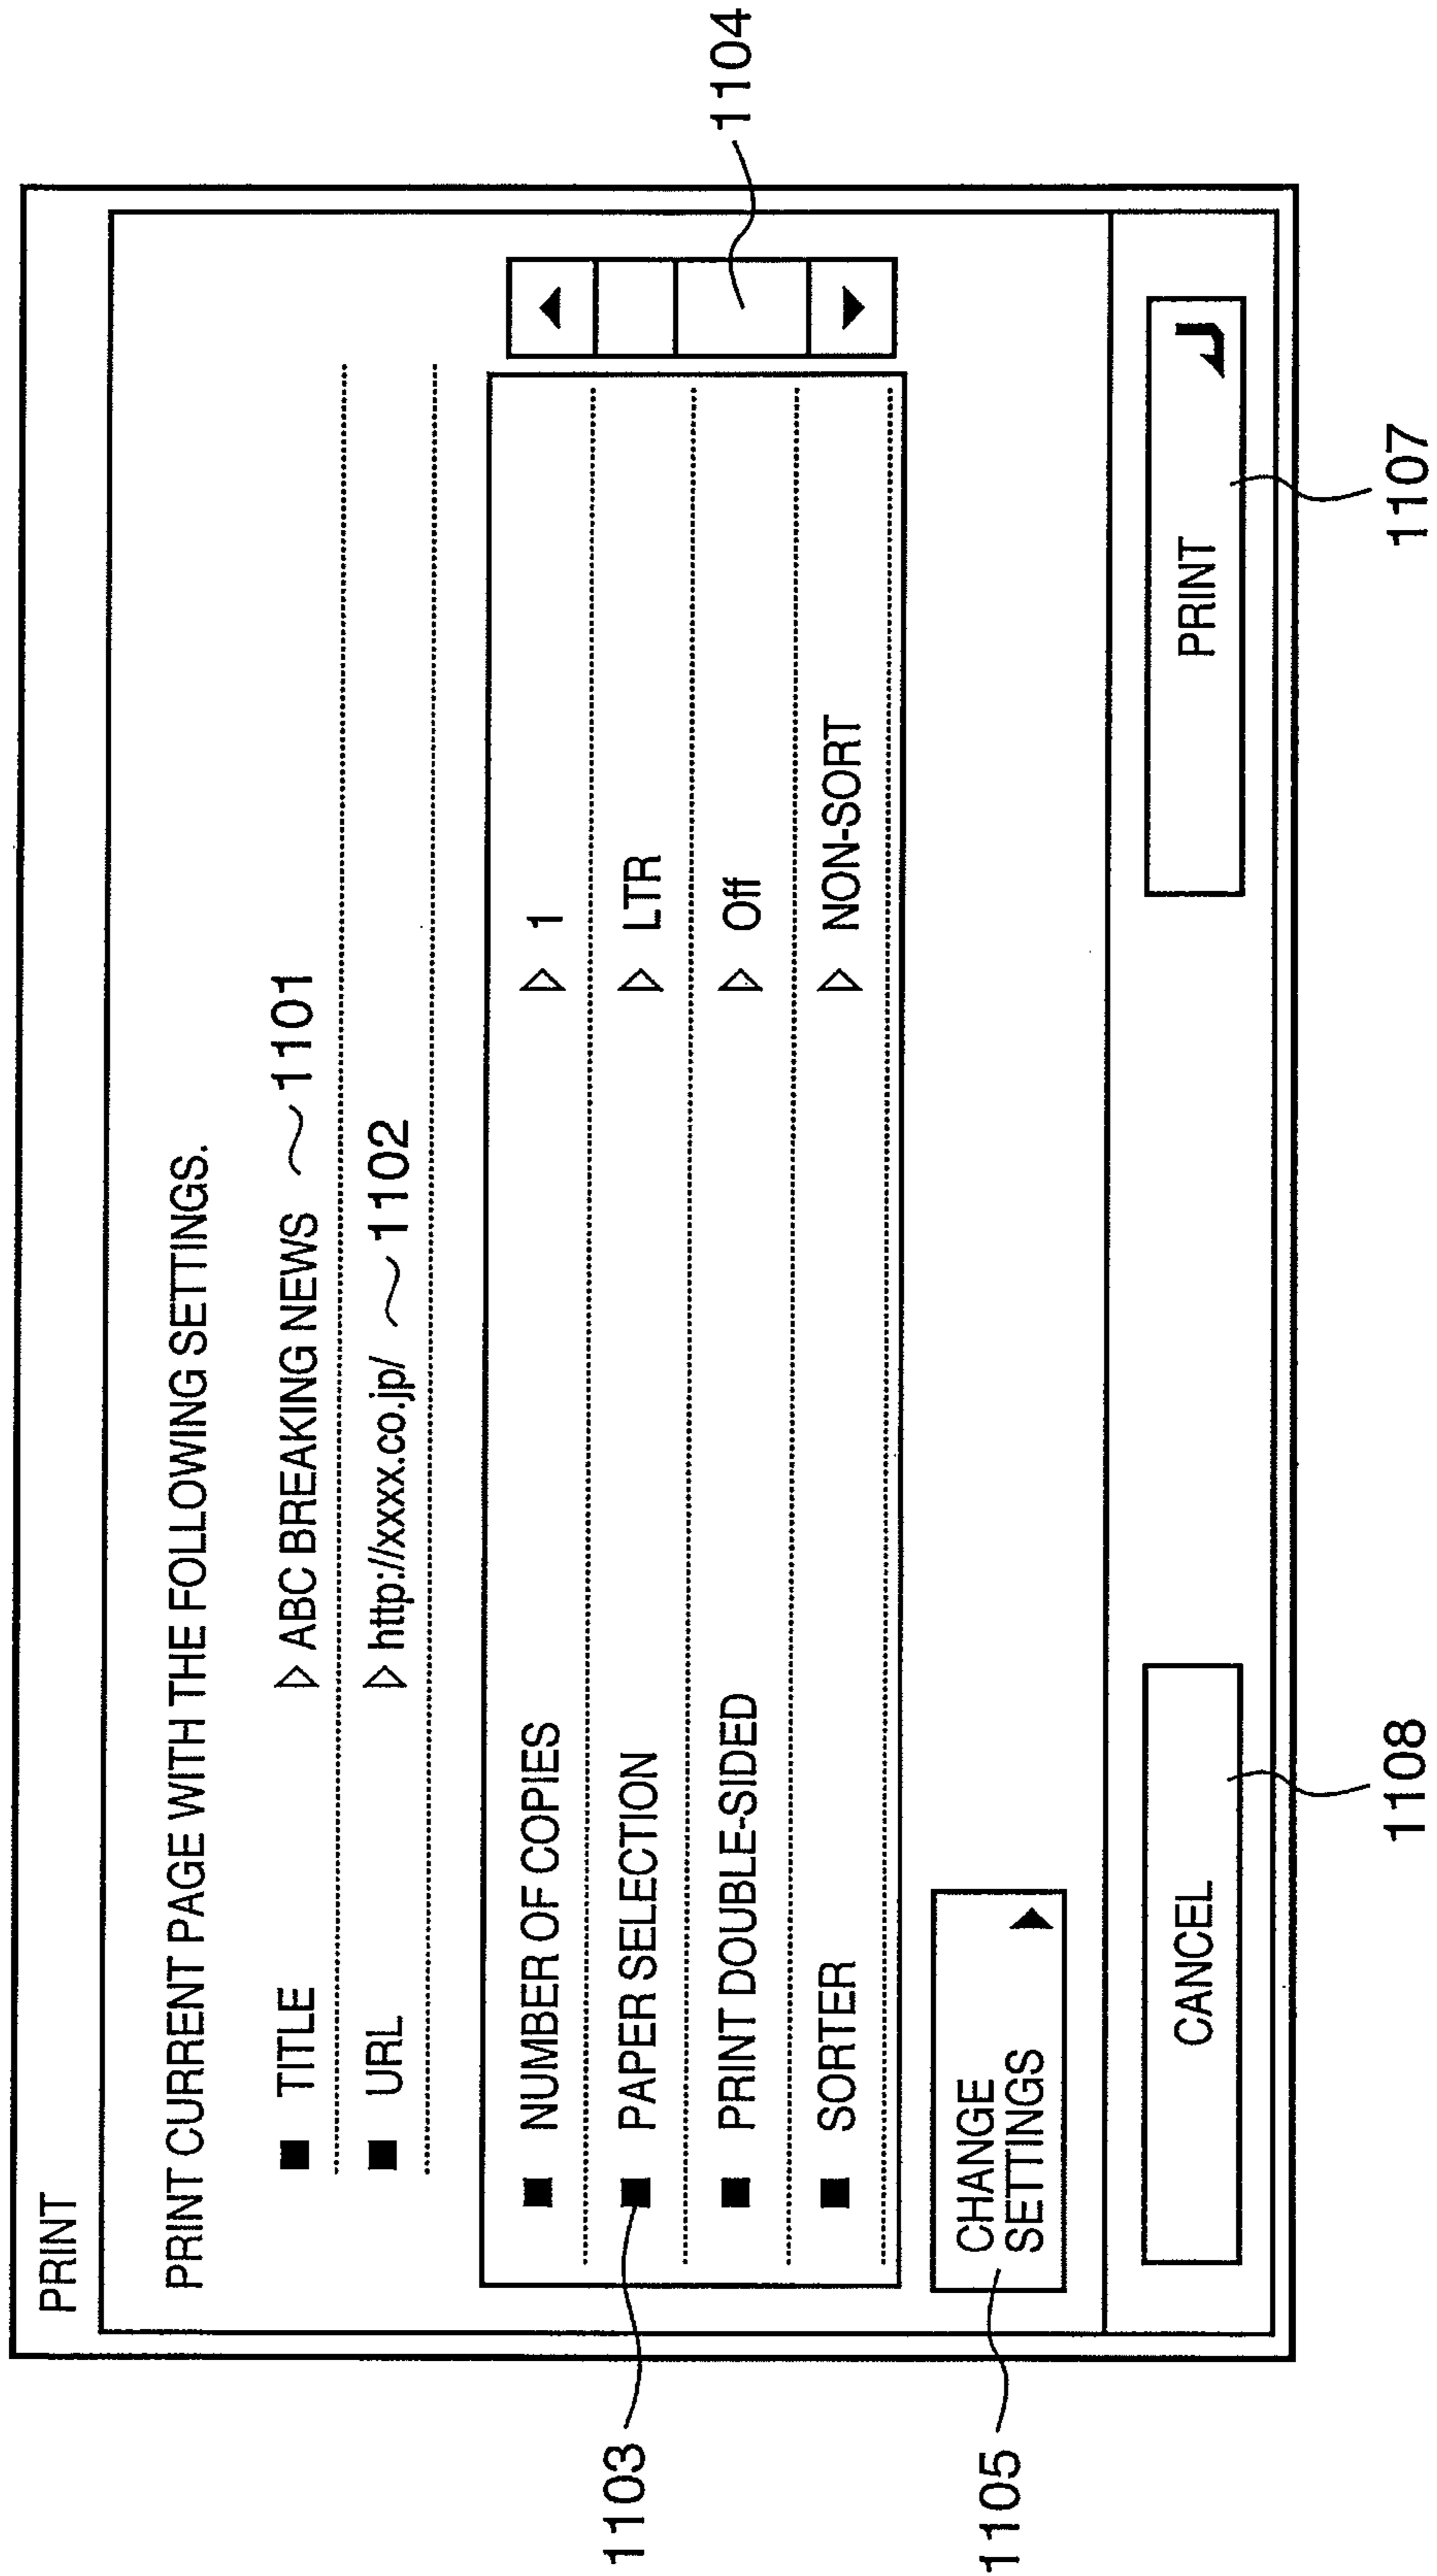 PRINT
PRINT CURRENT PAGE WITH THE FOLLOWING SETTINGS.
■ TITLE ▷ ABC BREAKING NEWS ~1101
■ URL ▷ http://xxxx.co.jp/ ~1102
■ NUMBER OF COPIES ▷ 1
■ PAPER SELECTION ▷ LTR
■ PRINT DOUBLE-SIDED ▷ Off
■ SORTER ▷ NON-SORT
1103
1104
CHANGE
SETTINGS
1105
CANCEL
PRINT
1108
1107